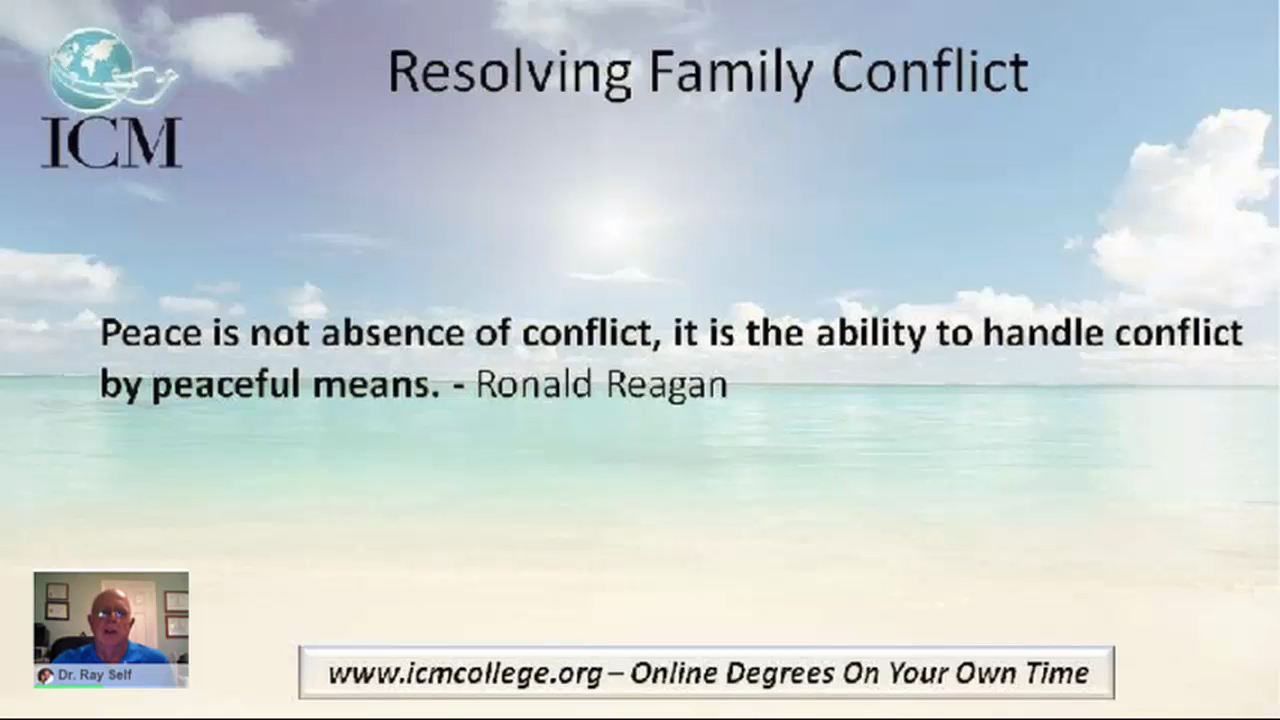 ICM
Resolving Family Conflict
Peace is not absence of conflict, it is the ability to handle conflict
by peaceful means. - Ronald Reagan
Dr. Ray Self
www.icmcollege.org – Online Degrees On Your Own Time